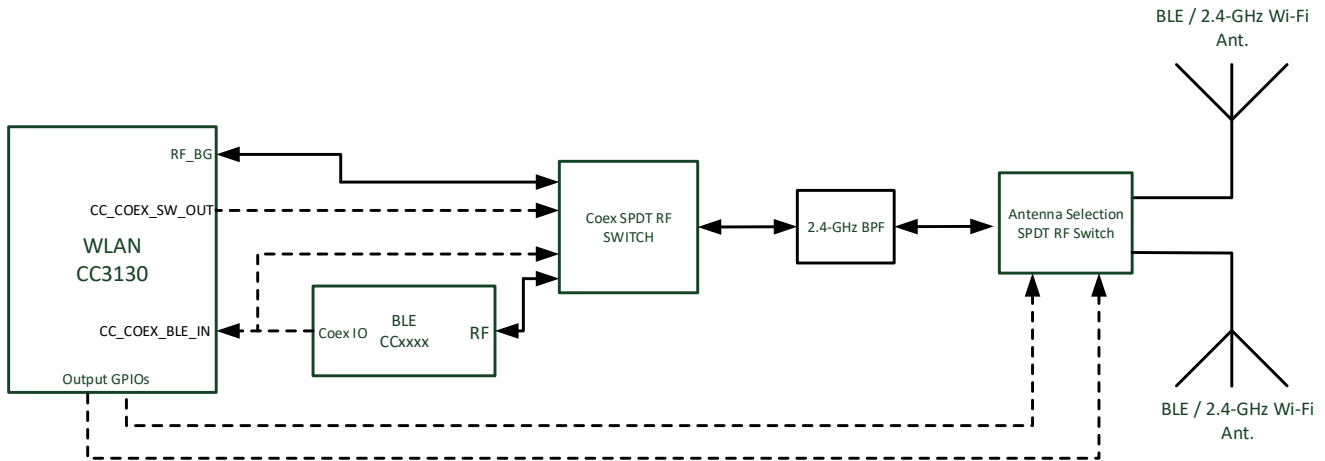 BLE / 2.4-GHz Wi-Fi
Ant.
RF_BG
CC_COEX_SW_OUT
WLAN
CC3130
CC_COEX_BLE_IN
Output GPIOs
Coex IO
BLE
CCxxxx
RF
Coex SPDT RF
SWITCH
2.4-GHz BPF
Antenna Selection
SPDT RF Switch
BLE / 2.4-GHz Wi-Fi
Ant.